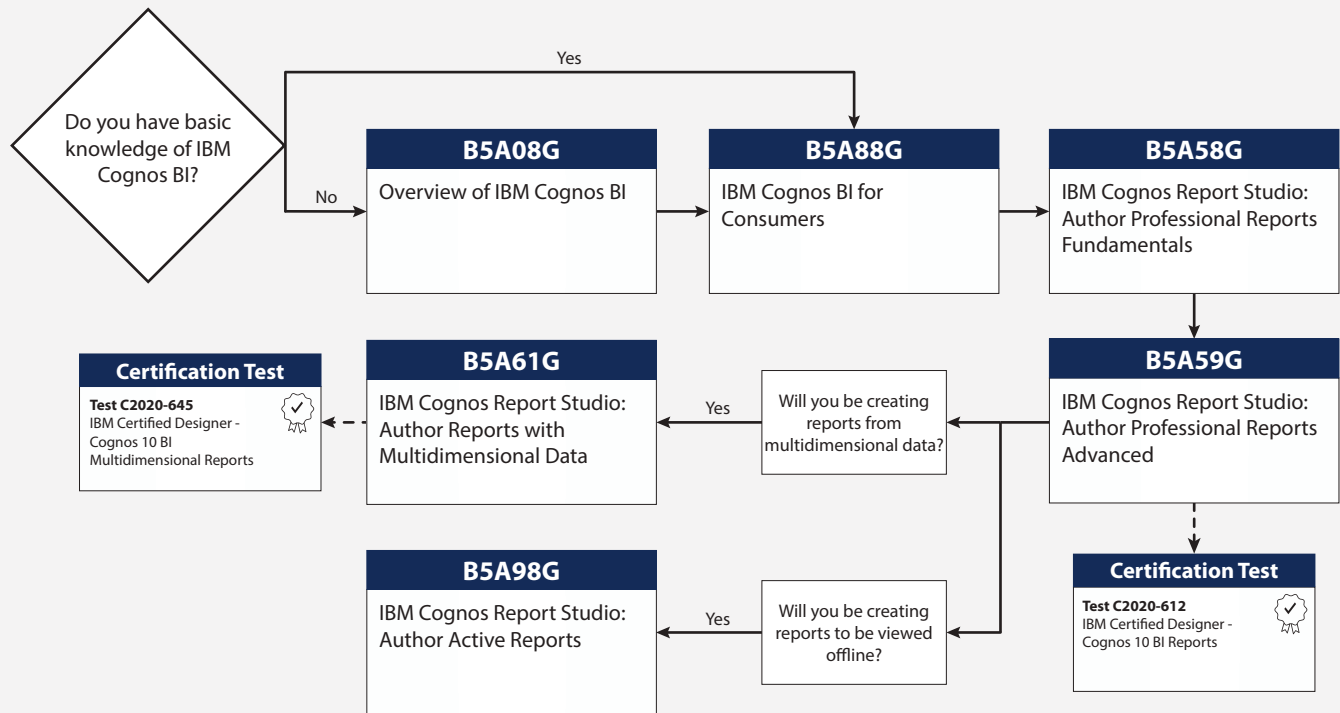 Do you have basic
knowledge of IBM
Cognos BI?
Yes
No
B5A08G
Overview of IBM Cognos BI
B5A88G
IBM Cognos BI for
Consumers
B5A58G
IBM Cognos Report Studio:
Author Professional Reports
Fundamentals
B5A59G
IBM Cognos Report Studio:
Author Professional Reports
Advanced
Will you be creating
reports from
multidimensional data?
Yes
B5A61G
IBM Cognos Report Studio:
Author Reports with
Multidimensional Data
Certification Test
Test C2020-645
IBM Certified Designer -
Cognos 10 BI
Multidimensional Reports
Will you be creating
reports to be viewed
offline?
Yes
B5A98G
IBM Cognos Report Studio:
Author Active Reports
Certification Test
Test C2020-612
IBM Certified Designer -
Cognos 10 BI Reports